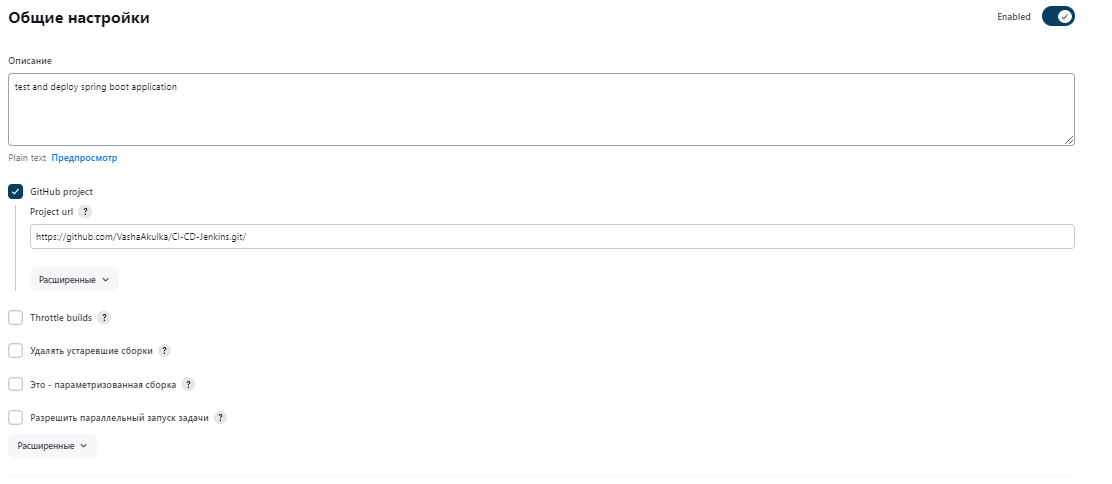 Общие настройки
Enabled
Описание
test and deploy spring boot application
Plain text Предпросмотр
GitHub project
Project url ?
https://github.com/VashaAkulka/CI-CD-Jenkins.git/
Расширенные
Throttle builds ?
Удалять устаревшие сборки ?
Это - параметризованная сборка ?
Разрешить параллельный запуск задачи ?
Расширенные